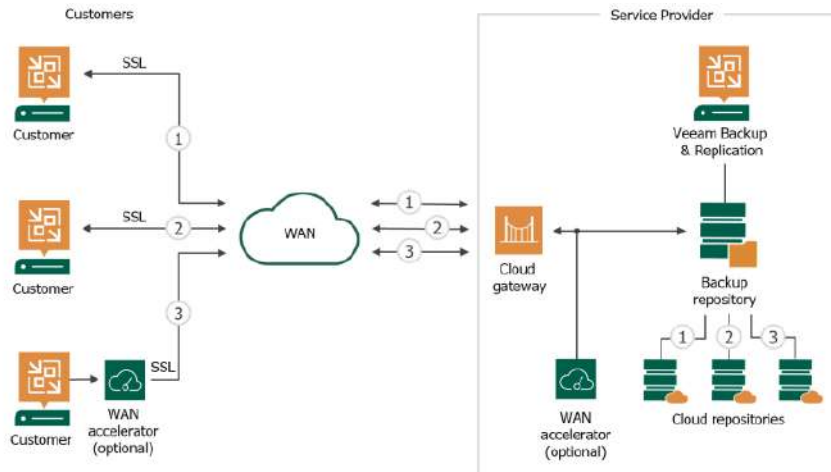 Customers
Service Provider
SSL
Customer
1
Veeam Backup
& Replication
SSL
2
Customer
WAN
1
2
3
Cloud
gateway
Backup
repository
3
SSL
Customer
WAN
accelerator
(optional)
1
2
3
WAN
accelerator
(optional)
Cloud repositories